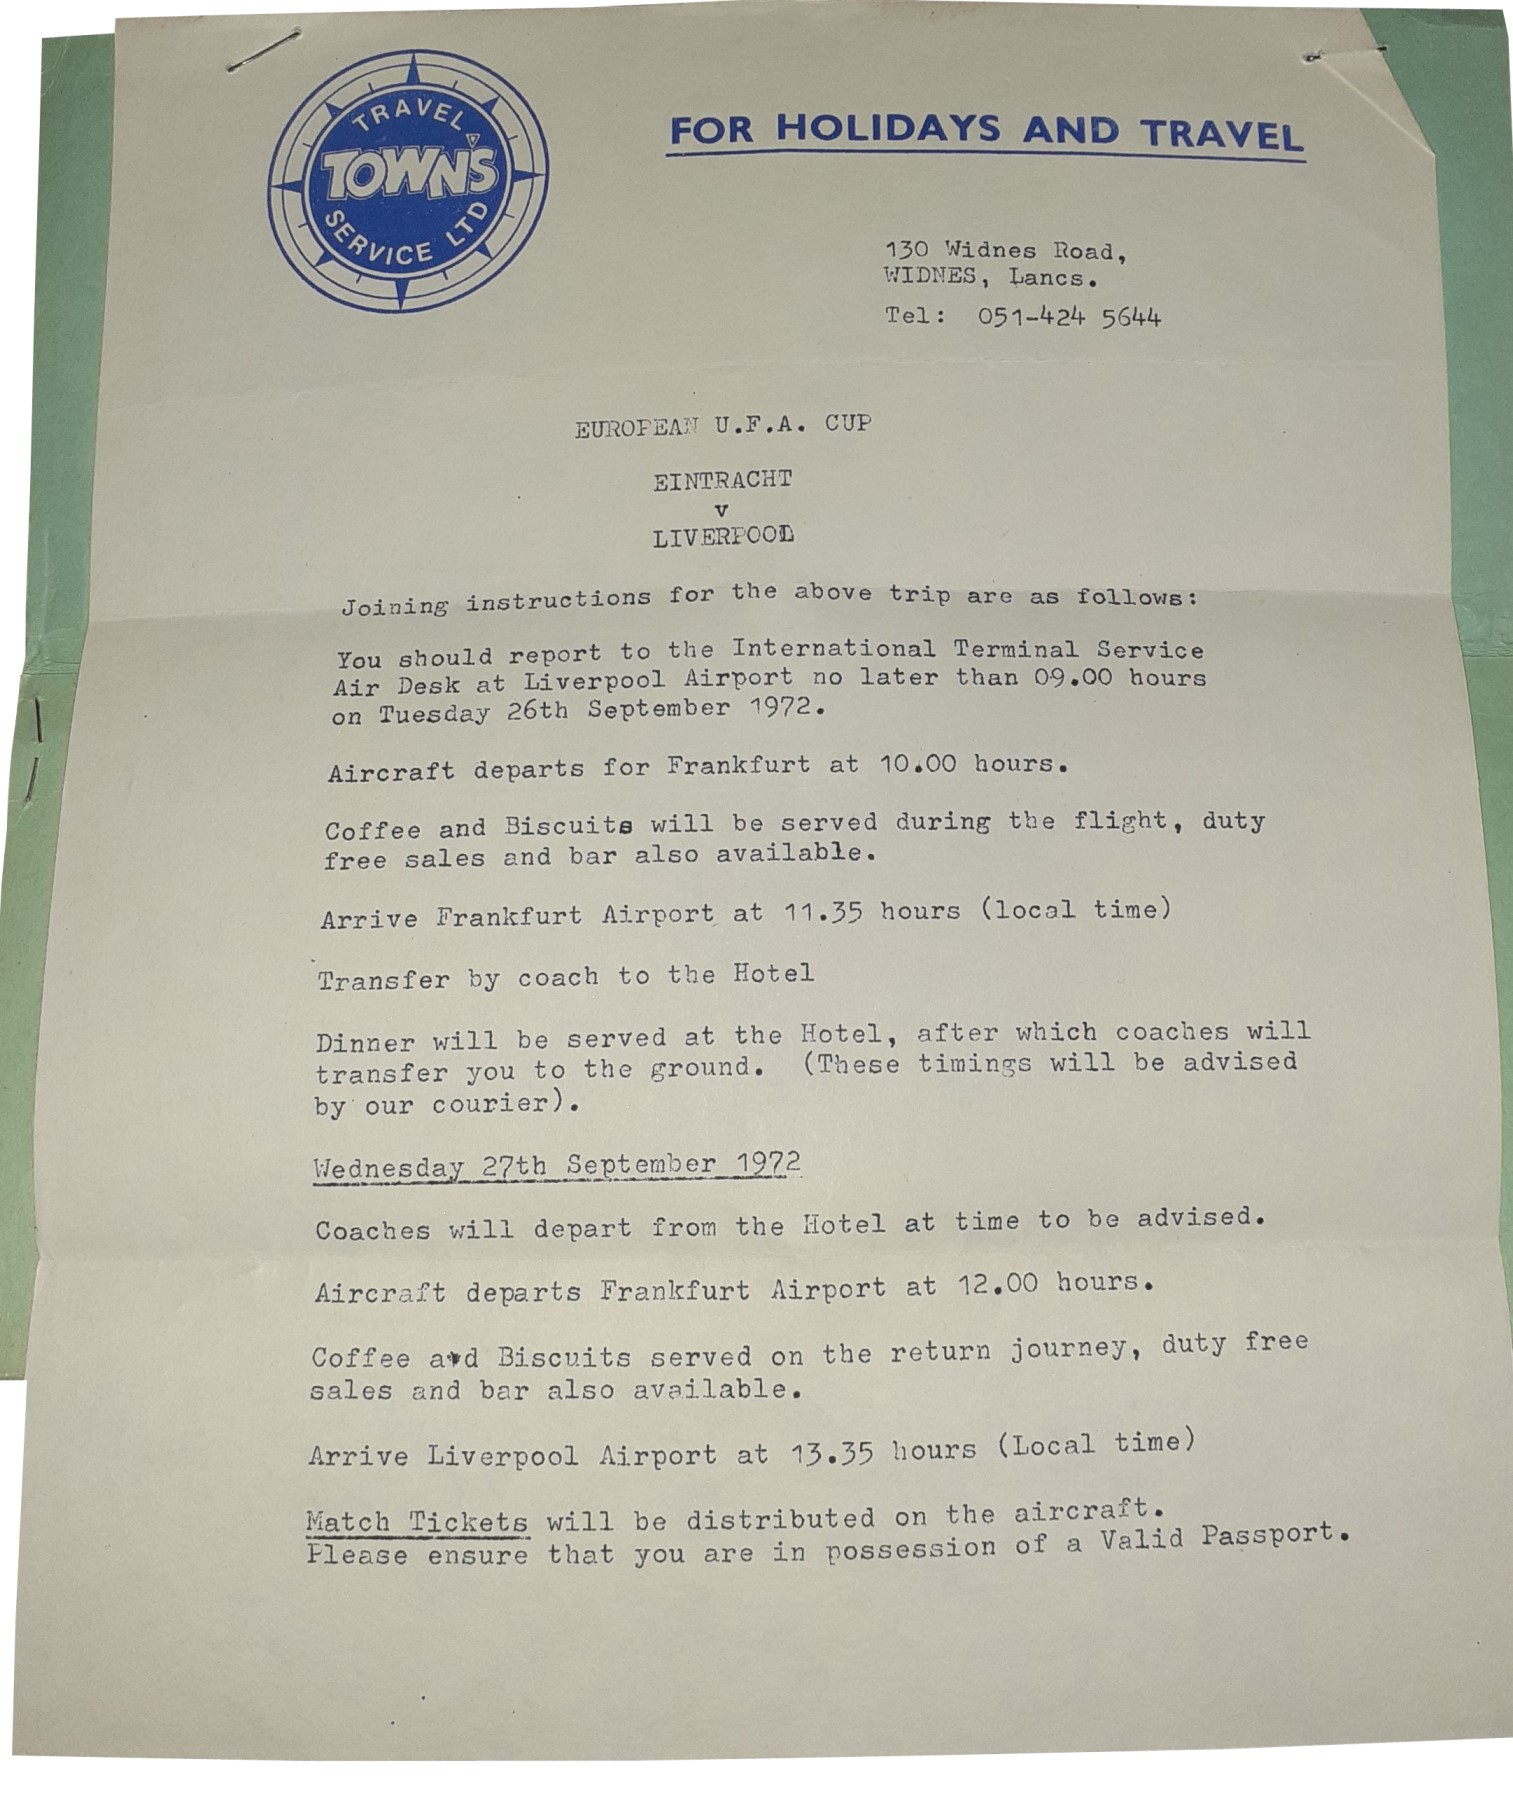 TRAVEL
TOWN'S
SERVICE LTD
FOR HOLIDAYS AND TRAVEL
130 Widnes Road,
WIDNES, Lancs.
Tel: 051-424 5644
EUROPEAN U.F.A. CUP
EINTRACHT
v
LIVERPOOL
Joining instructions for the above trip are as follows:
You should report to the International Terminal Service
Air Desk at Liverpool Airport no later than 09.00 hours
on Tuesday 26th September 1972.
Aircraft departs for Frankfurt at 10.00 hours.
Coffee and Biscuits will be served during the flight, duty
free sales and bar also available.
Arrive Frankfurt Airport at 11.35 hours (local time)
Transfer by coach to the Hotel
Dinner will be served at the Hotel, after which coaches will
transfer you to the ground. (These timings will be advised
by our courier).
Wednesday 27th September 1972
Coaches will depart from the Hotel at time to be advised.
Aircraft departs Frankfurt Airport at 12.00 hours.
Coffee and Biscuits served on the return journey, duty free
sales and bar also available.
Arrive Liverpool Airport at 13.35 hours (Local time)
Match Tickets will be distributed on the aircraft.
Please ensure that you are in possession of a Valid Passport.